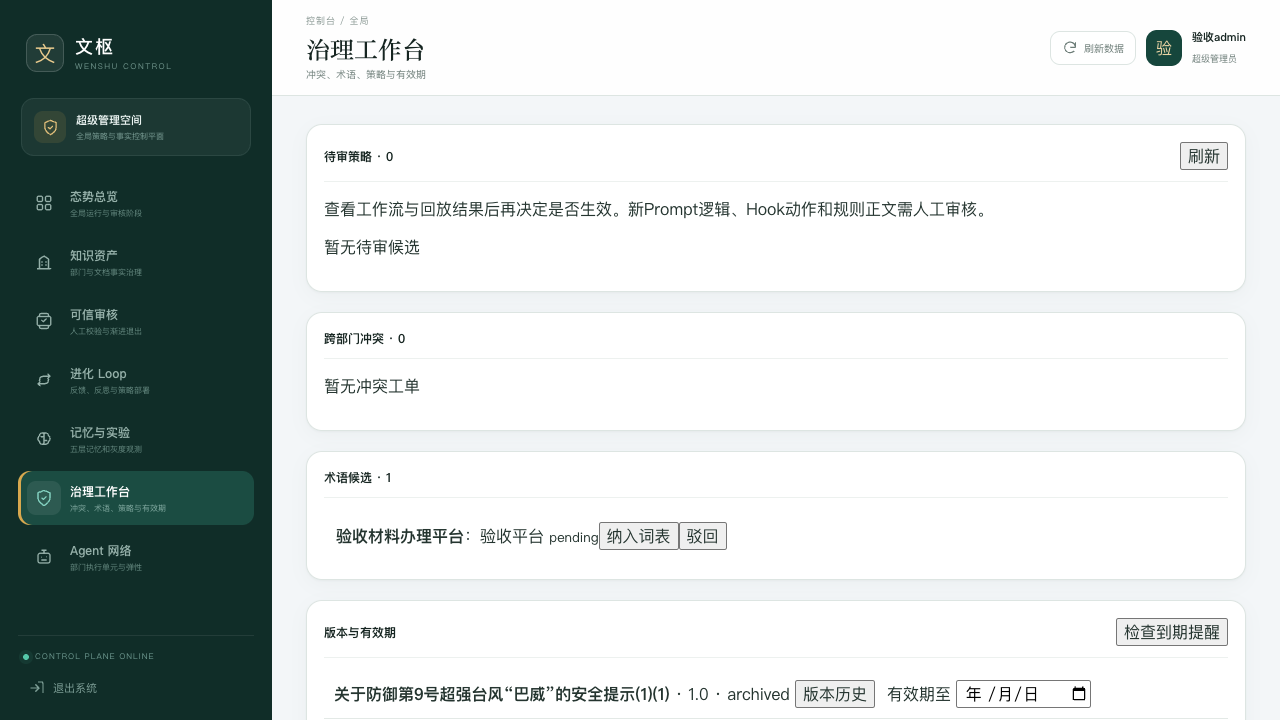 文
文枢
WENSHU CONTROL
超级管理空间
全局策略与事实控制平面
态势总览
全局运行与审核阶段
知识资产
部门与文档事实治理
可信审核
人工校验与渐进退出
进化 Loop
反馈、反思与策略部署
记忆与实验
五层记忆和灰度观测
治理工作台
冲突、术语、策略与有效期
Agent 网络
部门执行单元与弹性
CONTROL PLANE ONLINE
退出系统
控制台 / 全局
治理工作台
冲突、术语、策略与有效期
刷新数据
验
验收admin
超级管理员
待审策略 · 0
刷新
查看工作流与回放结果后再决定是否生效。新Prompt逻辑、Hook动作和规则正文需人工审核。
暂无待审候选
跨部门冲突 · 0
暂无冲突工单
术语候选 · 1
验收材料办理平台：验收平台 pending 纳入词表 驳回
版本与有效期
检查到期提醒
关于防御第9号超强台风“巴威”的安全提示(1)(1) · 1.0 · archived 版本历史 有效期至 年 /月/日